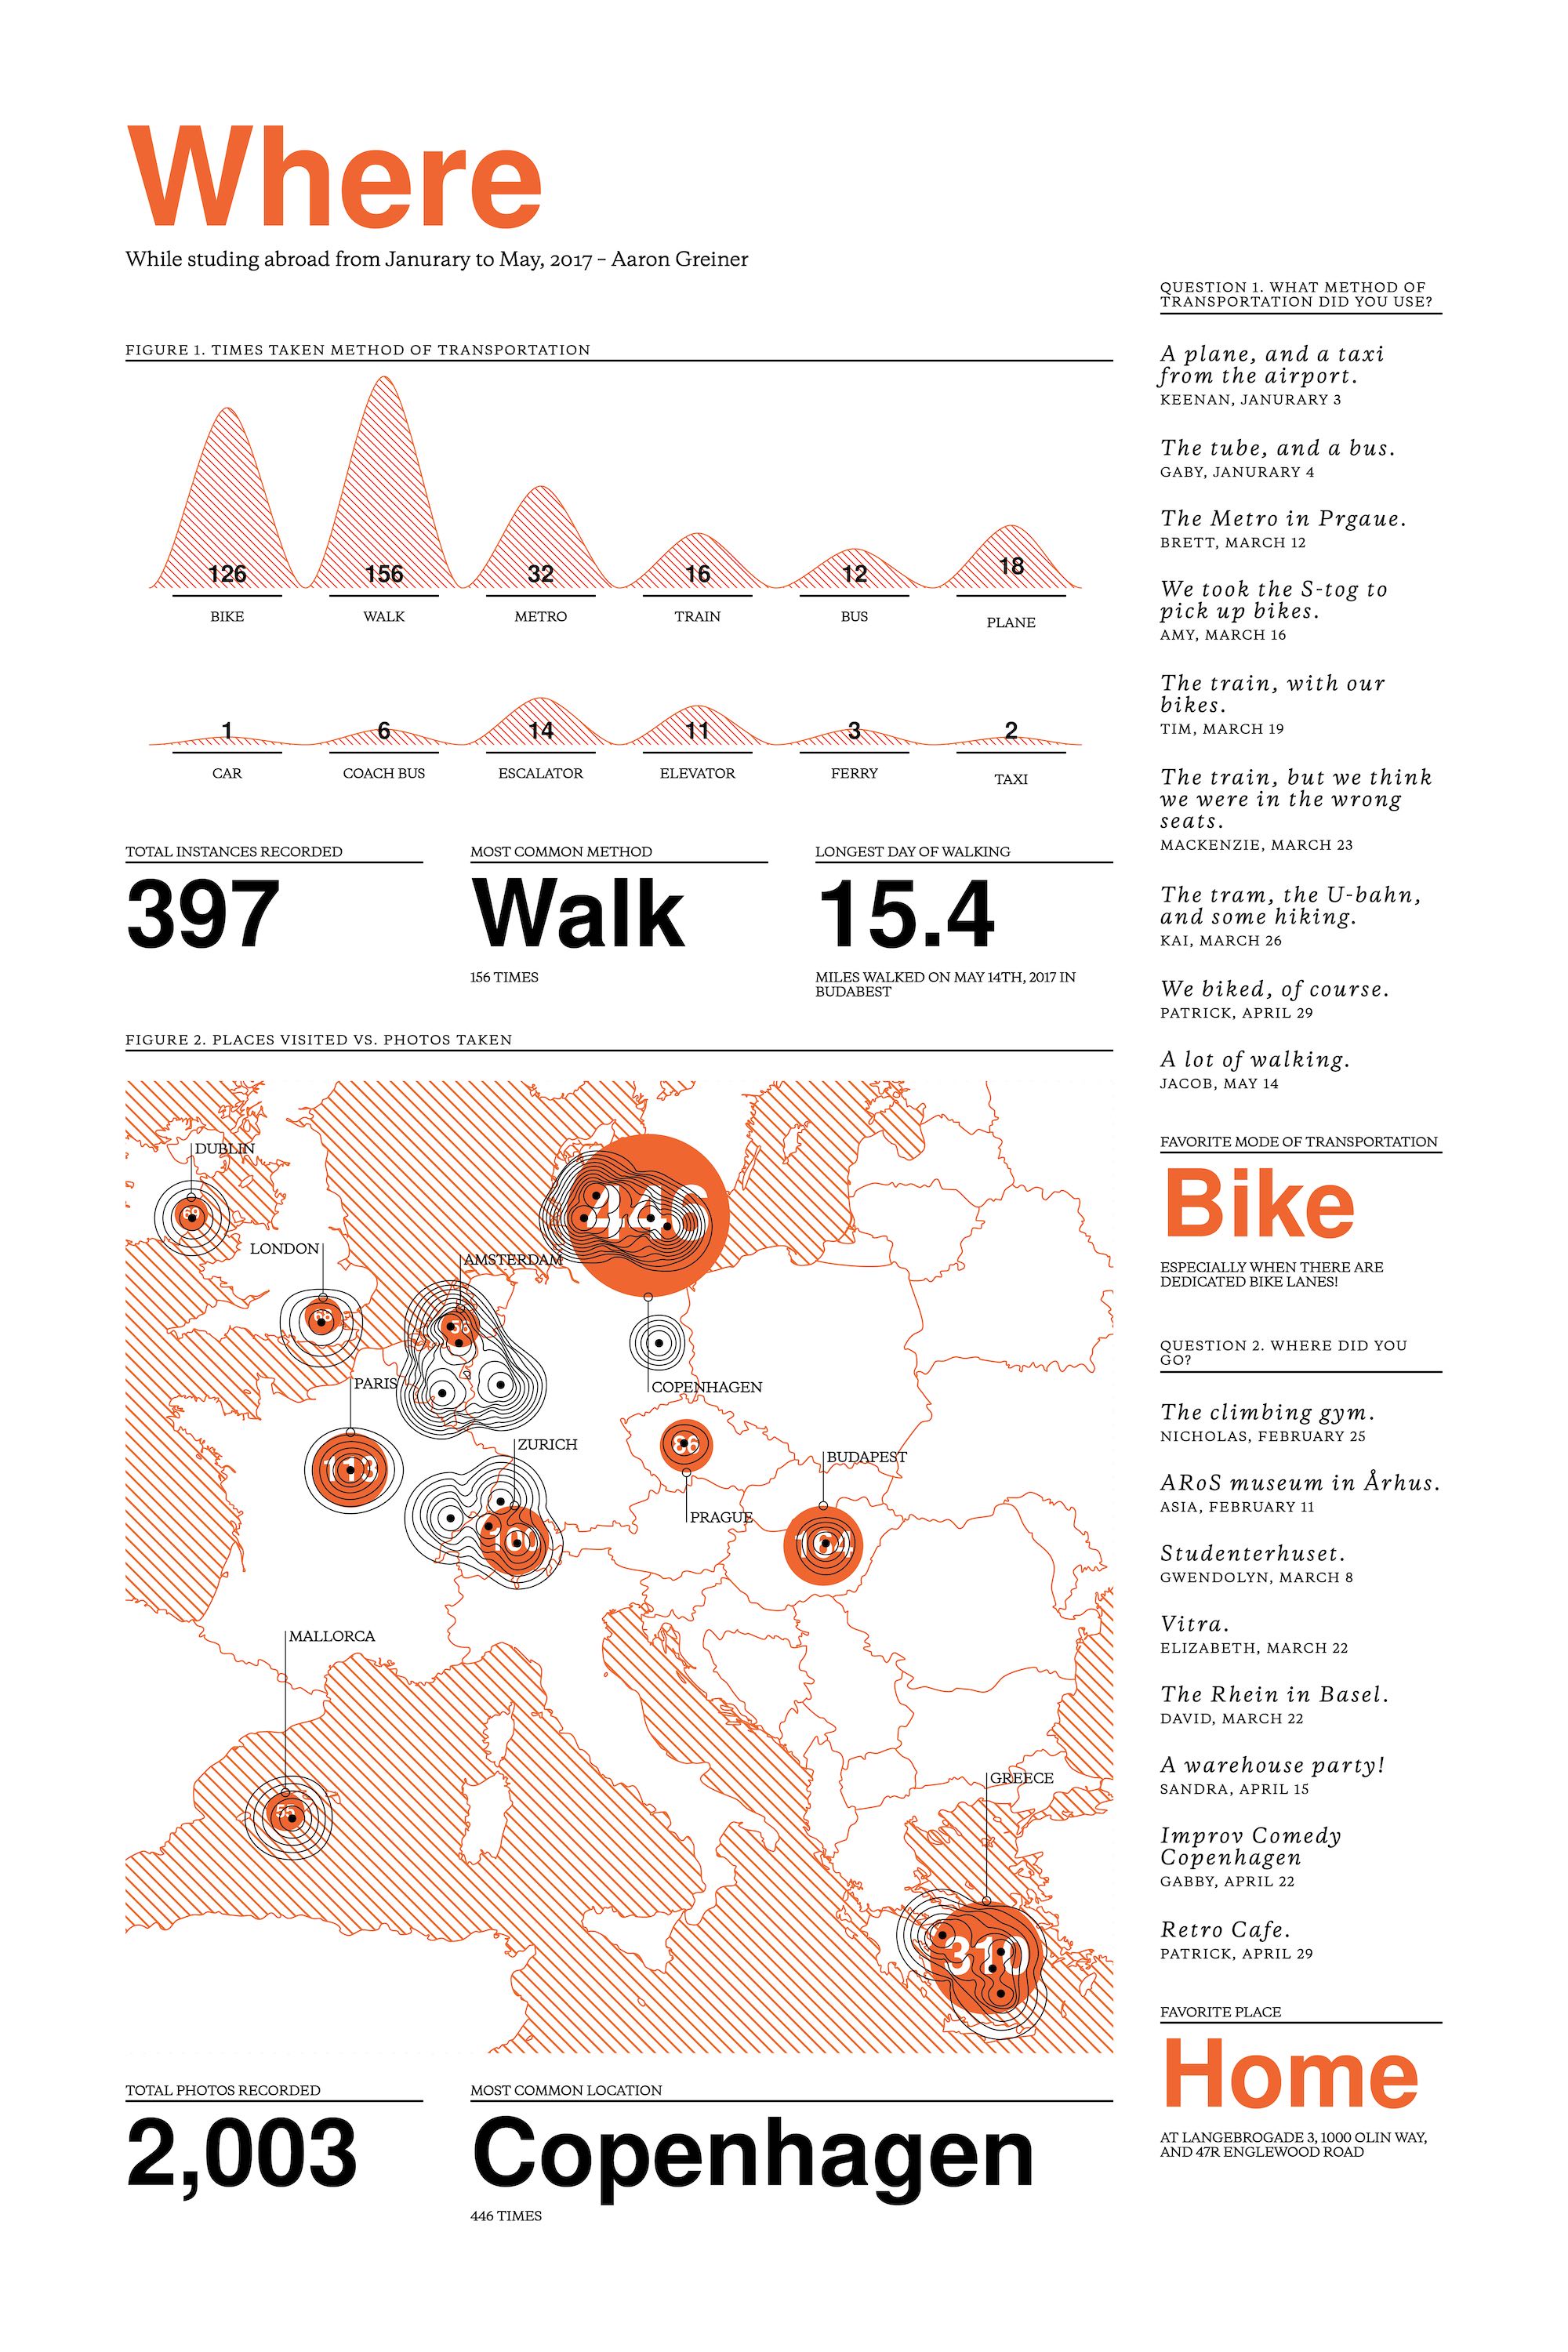 Where
While studing abroad from Janurary to May, 2017 – Aaron Greiner
FIGURE 1. TIMES TAKEN METHOD OF TRANSPORTATION
126
156
32
16
12
18
BIKE
WALK
METRO
TRAIN
BUS
PLANE
1
6
14
11
3
2
CAR
COACH BUS
ESCALATOR
ELEVATOR
FERRY
TAXI
TOTAL INSTANCES RECORDED
397
MOST COMMON METHOD
Walk
156 TIMES
LONGEST DAY OF WALKING
15.4
MILES WALKED ON MAY 14TH, 2017 IN
BUDABEST
FIGURE 2. PLACES VISITED VS. PHOTOS TAKEN
DUBLIN
69
446
LONDON
68
AMSTERDAM
COPENHAGEN
PARIS
113
ZURICH
100
86
PRAGUE
BUDAPEST
MALLORCA
55
GREECE
310
TOTAL PHOTOS RECORDED
2,003
MOST COMMON LOCATION
Copenhagen
446 TIMES
QUESTION 1. WHAT METHOD OF
TRANSPORTATION DID YOU USE?
A plane, and a taxi
from the airport.
KEENAN, JANURARY 3
The tube, and a bus.
GABY, JANURARY 4
The Metro in Prgaue.
BRETT, MARCH 12
We took the S-tog to
pick up bikes.
AMY, MARCH 16
The train, with our
bikes.
TIM, MARCH 19
The train, but we think
we were in the wrong
seats.
MACKENZIE, MARCH 23
The tram, the U-bahn,
and some hiking.
KAI, MARCH 26
We biked, of course.
PATRICK, APRIL 29
A lot of walking.
JACOB, MAY 14
FAVORITE MODE OF TRANSPORTATION
Bike
ESPECIALLY WHEN THERE ARE
DEDICATED BIKE LANES!
QUESTION 2. WHERE DID YOU
GO?
The climbing gym.
NICHOLAS, FEBRUARY 25
ARoS museum in Århus.
ASIA, FEBRUARY 11
Studenterhuset.
GWENDOLYN, MARCH 8
Vitra.
ELIZABETH, MARCH 22
The Rhein in Basel.
DAVID, MARCH 22
A warehouse party!
SANDRA, APRIL 15
Improv Comedy
Copenhagen
GABBY, APRIL 22
Retro Cafe.
PATRICK, APRIL 29
FAVORITE PLACE
Home
AT LANGEBROGADE 3, 1000 OLIN WAY,
AND 47R ENGLEWOOD ROAD